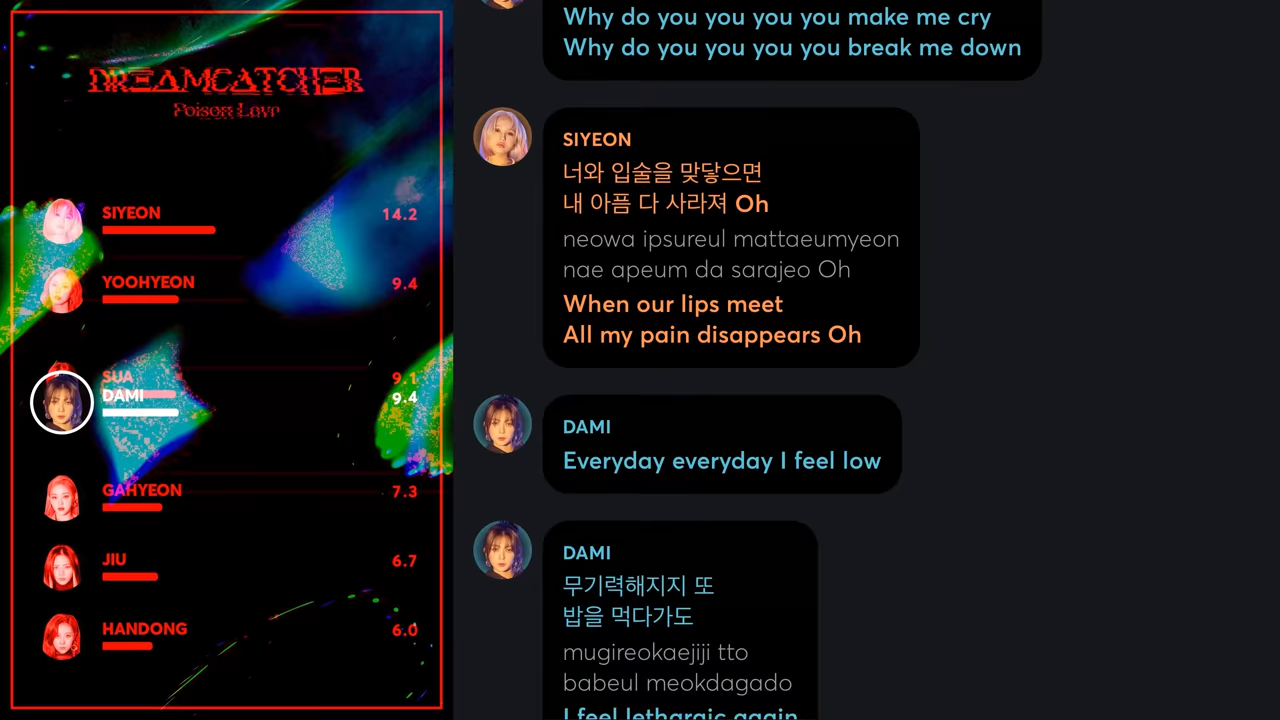 DREAMCATCHER
Poison Love
SIYEON
14.2
YOOHYEON
9.4
SUA
9.1
DAMI
9.4
GAHYEON
7.3
JIU
6.7
HANDONG
6.0
Why do you you you you make me cry
Why do you you you you break me down
SIYEON
너와 입술을 맞닿으면
내 아픔 다 사라져 Oh
neowa ipsureul mattaeumyeon
nae apeum da sarajeo Oh
When our lips meet
All my pain disappears Oh
DAMI
Everyday everyday I feel low
DAMI
무기력해지지 또
밥을 먹다가도
mugireokaejiji tto
babeul meokdagado
I feel lethargic again